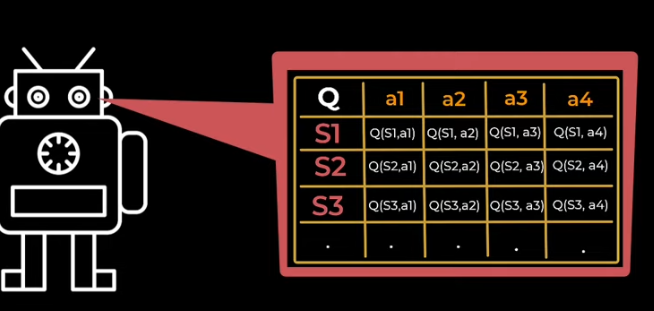 Q a1 a2 a3 a4
S1 Q(S1,a1) Q(S1, a2) Q(S1, a3) Q(S1, a4)
S2 Q(S2,a1) Q(S2,a2) Q(S2, a3) Q(S2, a4)
S3 Q(S3,a1) Q(S3,a2) Q(S3, a3) Q(S3, a4)
. . . . .